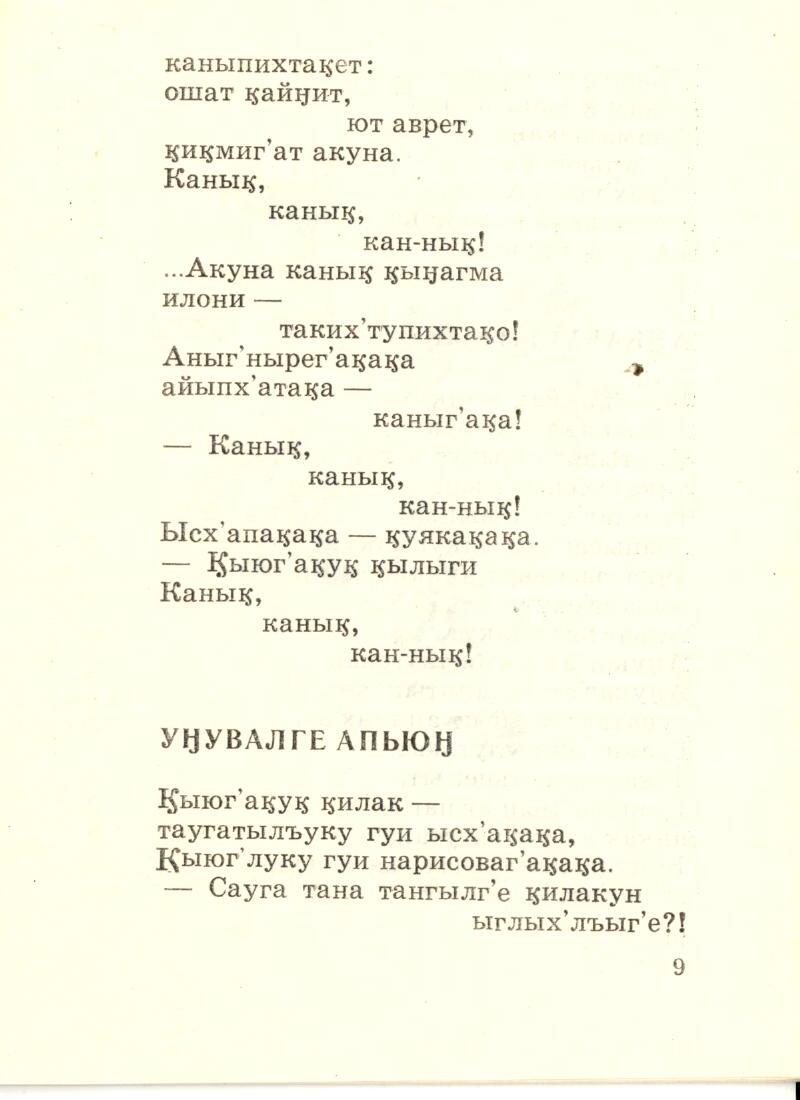 каныпихтаӄет:
ошат ӄайӈит,
ют аврет,
ӄиӄмиг’ат акуна.
Каныӄ,
каныӄ,
кан-ныӄ!
...Акуна каныӄ ӄыӈагма
илони —
таких’тупихтаӄо!
Аныг’нырег’аӄаӄа
айыпх’атаӄа —
каныг’аӄа!
— Каныӄ,
каныӄ,
кан-ныӄ!
Ысх’апаӄаӄа — ӄуякаӄаӄа.
— Ӄыюг’аӄуӄ ӄылыги
Каныӄ,
каныӄ,
кан-ныӄ!
УӇУВАЛГЕ АПЬЮӇ
Ӄыюг’аӄуӄ ӄилак —
таугатылъуку гуи ысх’аӄаӄа,
Ӄыюг’луку гуи нарисоваг’аӄаӄа.
— Сауга тана тангылг’е ӄилакун
ыглых’лъыг’е?!
9